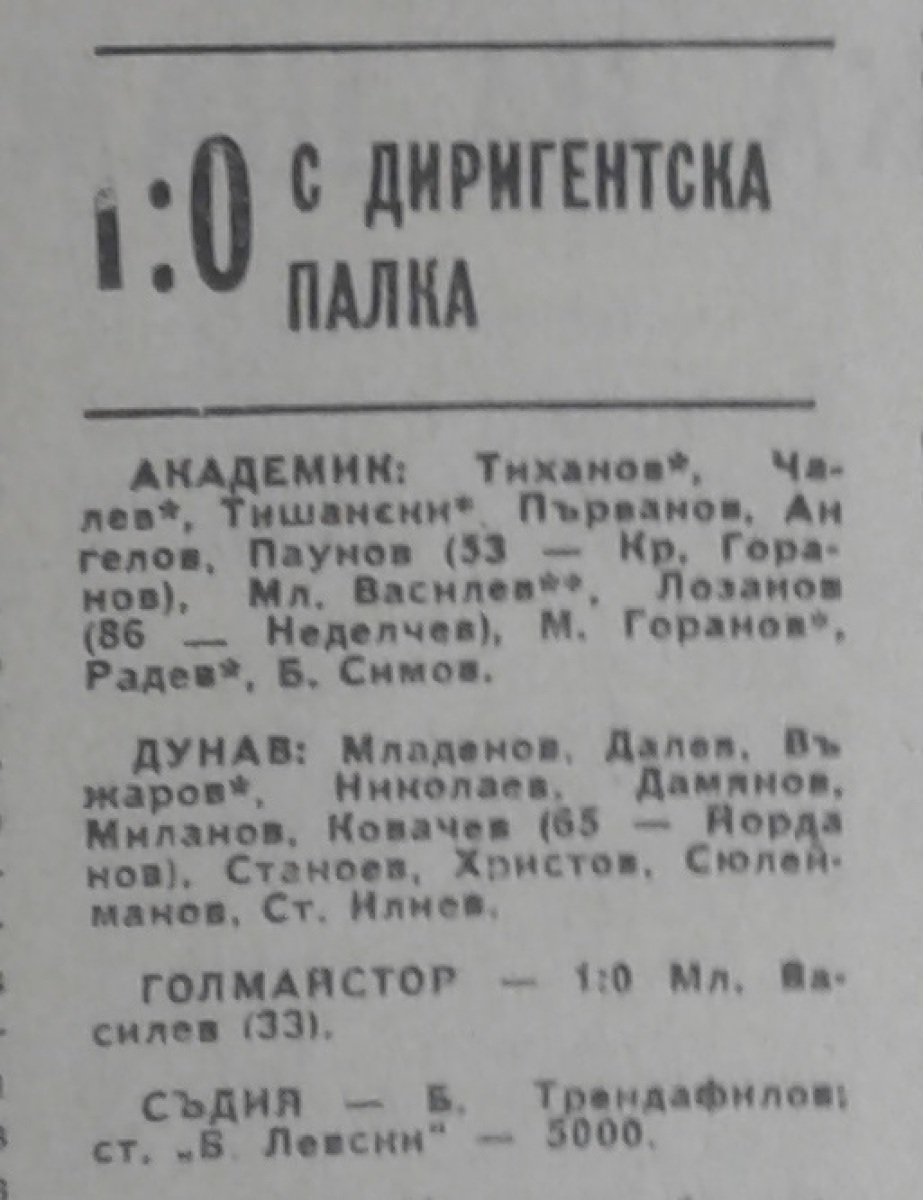 1:0 С ДИРИГЕНТСКА
ПАЛКА
АКАДЕМИК: Тиханов*, Ча-
лев*, Тишански* Първанов, Ан
гелов, Паунов (53 — Кр. Гора-
нов), Мл. Василев**, Лозанов
(86 — Неделчев), М. Горанов*,
Радев*, Б. Симов.
ДУНАВ: Младенов, Далев, Въ
жаров*, Николаев, Дамянов,
Миланов, Ковачев (65 — Йорда
нов), Станоев, Христов, Сюлей-
манов, Ст. Илиев.
ГОЛМАЙСТОР — 1:0 Мл. Ва-
силев (33).
СЪДИЯ — Б. Трендафилов;
ст. „Б. Левски“ — 5000.